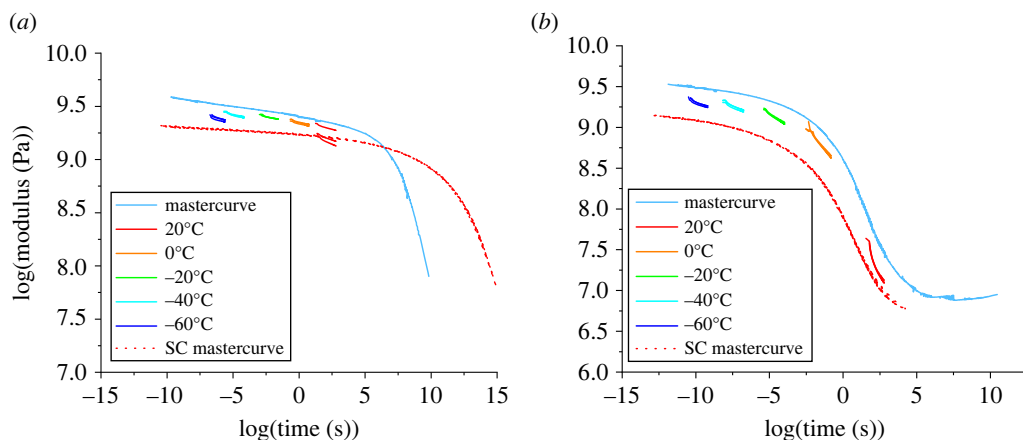 (a)
10.0
9.5
9.0
8.5
8.0
7.5
7.0
log(modulus (Pa))
mastercurve
20°C
0°C
–20°C
–40°C
–60°C
SC mastercurve
–15 –10 –5 0 5 10 15
log(time (s))
(b)
10.0
9.5
9.0
8.5
8.0
7.5
7.0
6.5
6.0
mastercurve
20°C
0°C
–20°C
–40°C
–60°C
SC mastercurve
–15 –10 –5 0 5 10
log(time (s))